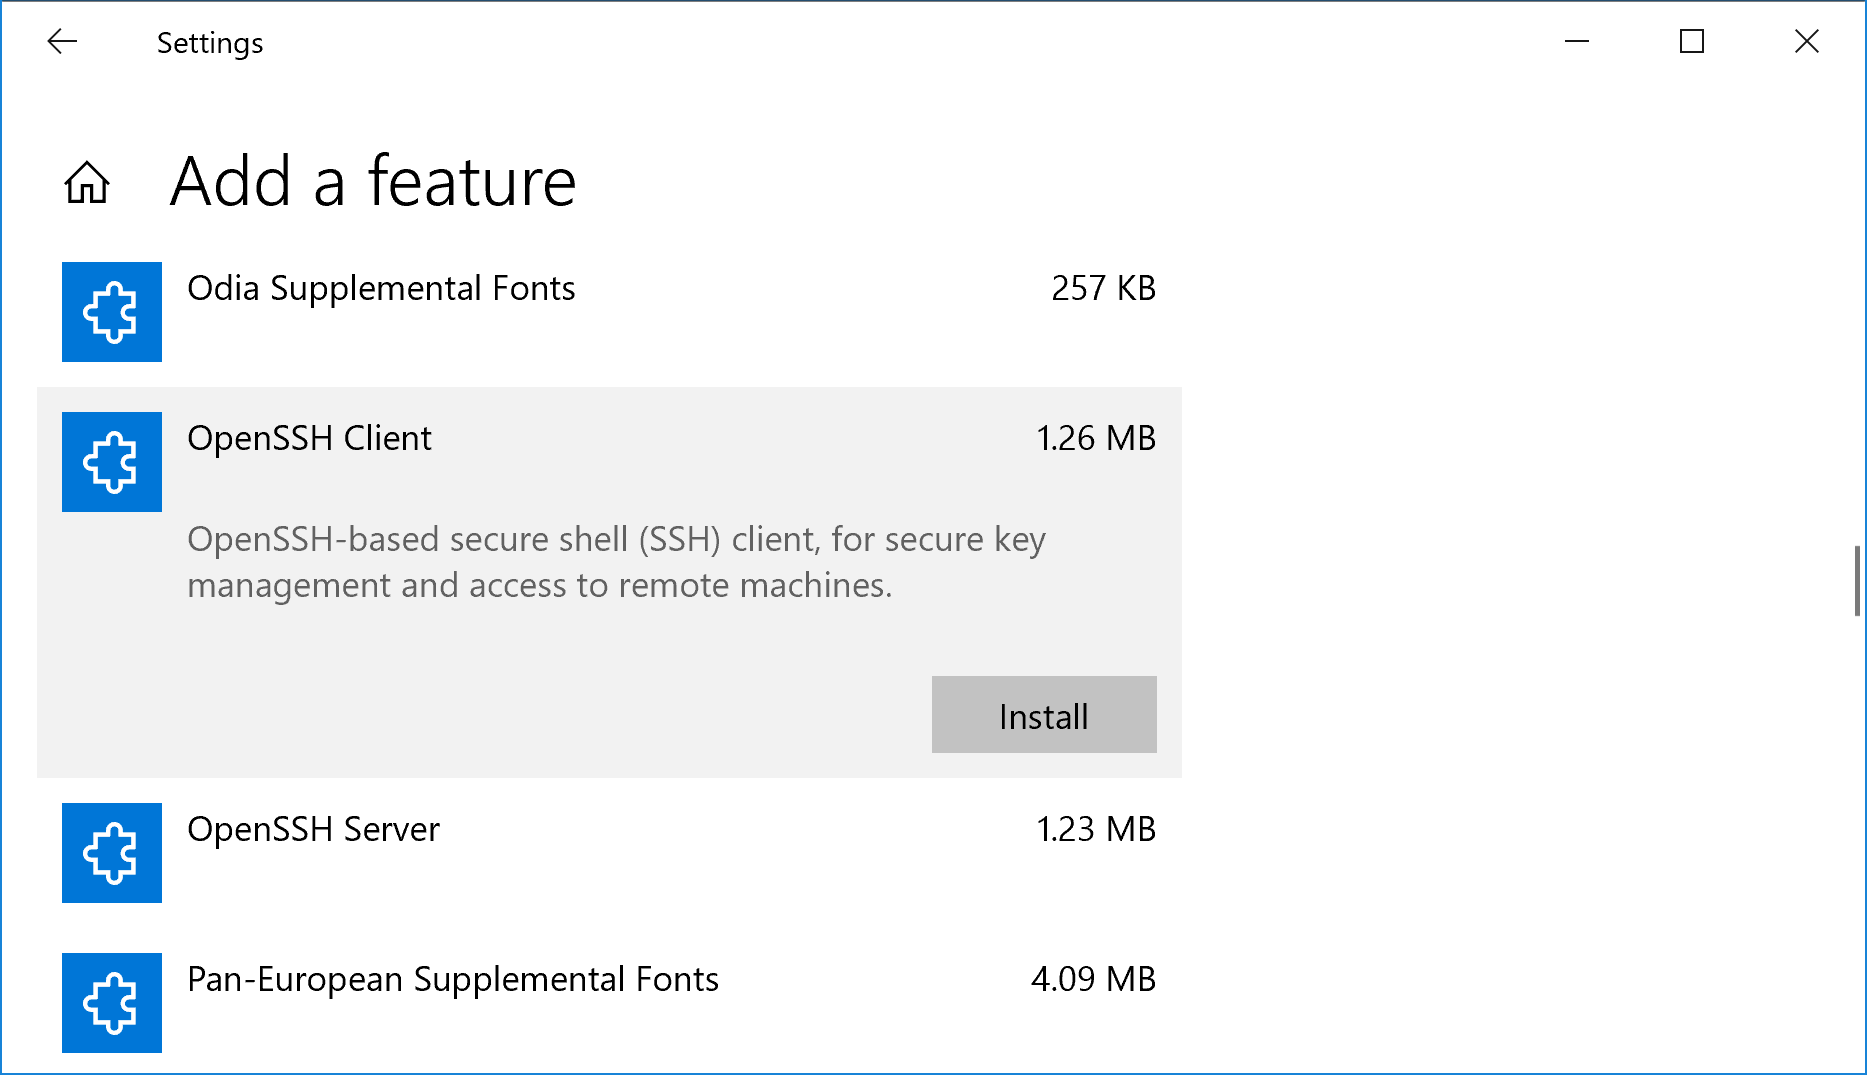 Settings
Add a feature
Odia Supplemental Fonts 257 KB
OpenSSH Client 1.26 MB
OpenSSH-based secure shell (SSH) client, for secure key
management and access to remote machines.
Install
OpenSSH Server 1.23 MB
Pan-European Supplemental Fonts 4.09 MB